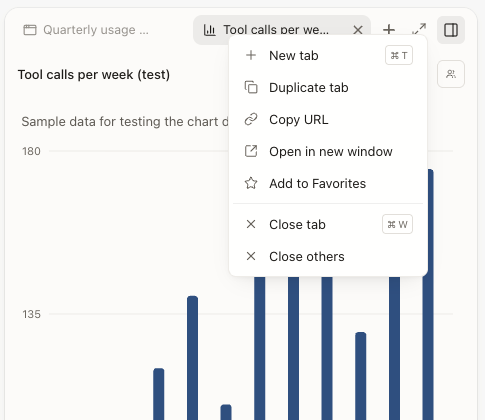 Quarterly usage ...
Tool calls per we...
Tool calls per week (test)
Sample data for testing the chart
180
135
New tab
⌘ T
Duplicate tab
Copy URL
Open in new window
Add to Favorites
Close tab
⌘ W
Close others